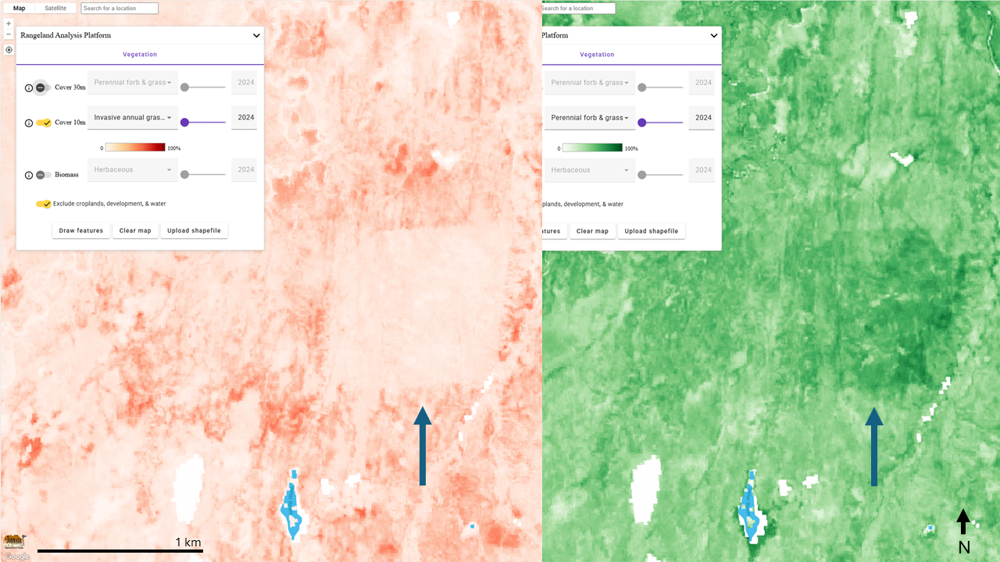 Map Satellite Search for a location
+
−
Rangeland Analysis Platform
Vegetation
Cover 30m Perennial forb & grass 2024
Cover 10m Invasive annual gras... 2024
0 100%
Biomass Herbaceous 2024
Exclude croplands, development, & water
Draw features Clear map Upload shapefile
1 km
Google
Search for a location
Platform
Vegetation
Perennial forb & grass 2024
Perennial forb & grass 2024
0 100%
Herbaceous 2024
plands, development, & water
atures Clear map Upload shapefile
N